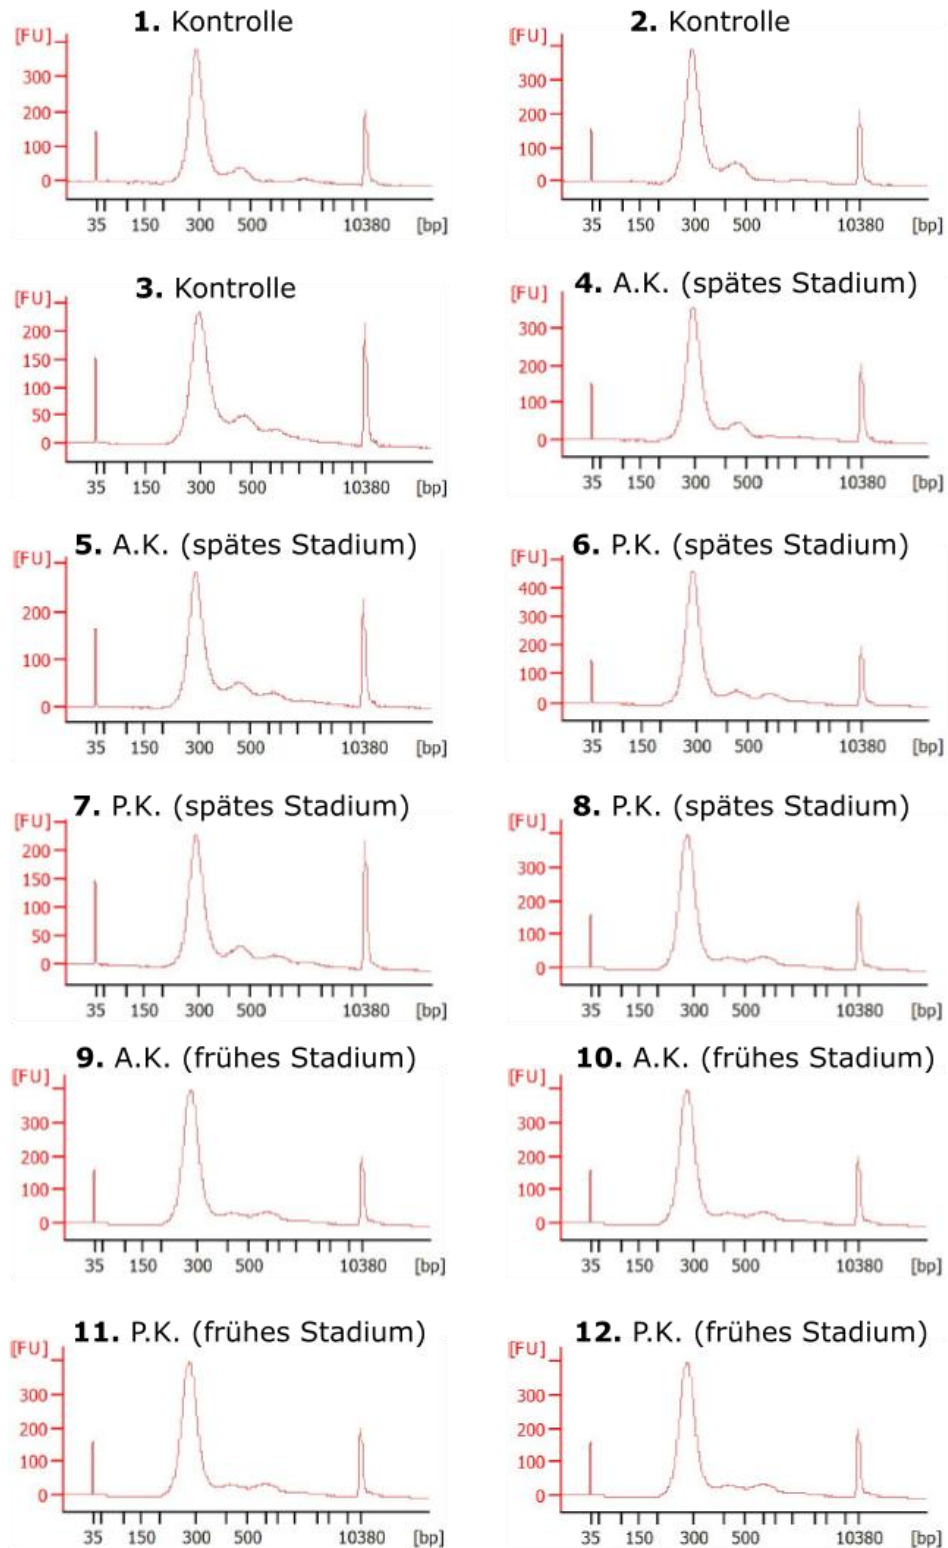 1. Kontrolle
[FU]
300
200
100
0
35 150 300 500 10380 [bp]
2. Kontrolle
[FU]
300
200
100
0
35 150 300 500 10380 [bp]
3. Kontrolle
[FU]
200
150
100
50
0
35 150 300 500 10380 [bp]
4. A.K. (spätes Stadium)
[FU]
300
200
100
0
35 150 300 500 10380 [bp]
5. A.K. (spätes Stadium)
[FU]
200
100
0
35 150 300 500 10380 [bp]
6. P.K. (spätes Stadium)
[FU]
400
300
200
100
0
35 150 300 500 10380 [bp]
7. P.K. (spätes Stadium)
[FU]
200
150
100
50
0
35 150 300 500 10380 [bp]
8. P.K. (spätes Stadium)
[FU]
300
200
100
0
35 150 300 500 10380 [bp]
9. A.K. (frühes Stadium)
[FU]
300
200
100
0
35 150 300 500 10380 [bp]
10. A.K. (frühes Stadium)
[FU]
300
200
100
0
35 150 300 500 10380 [bp]
11. P.K. (frühes Stadium)
[FU]
300
200
100
0
35 150 300 500 10380 [bp]
12. P.K. (frühes Stadium)
[FU]
300
200
100
0
35 150 300 500 10380 [bp]